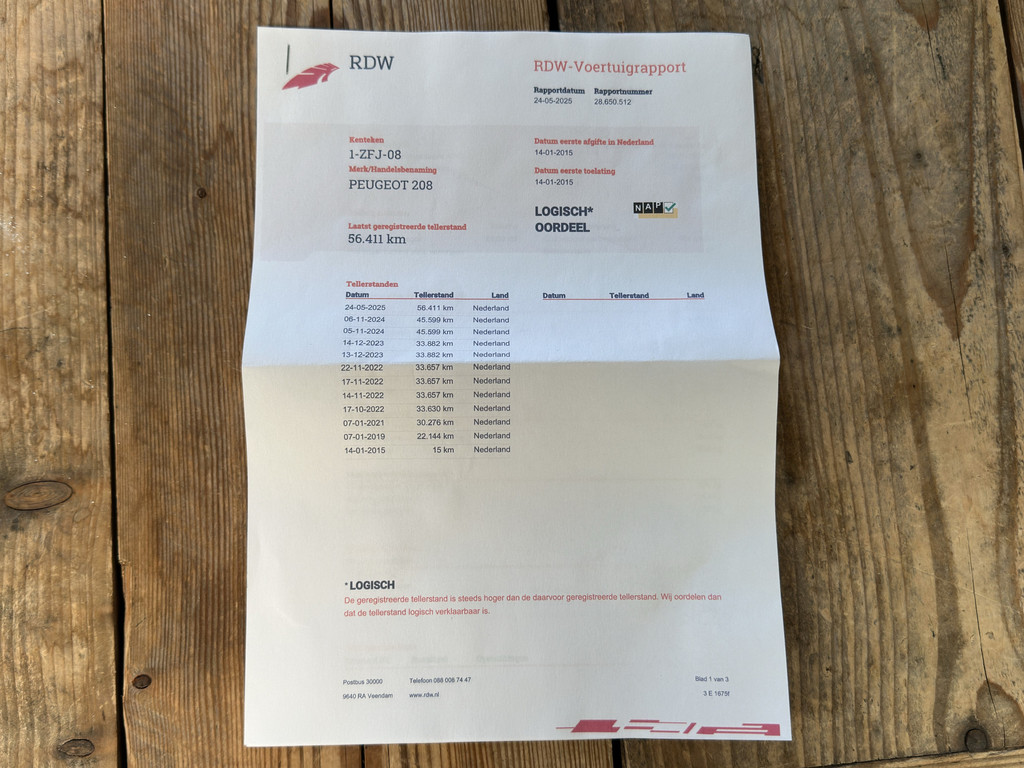 RDW
RDW-Voertuigrapport
Rapportdatum Rapportnummer
24-05-2025 28.650.512
Kenteken
1-ZFJ-08
Merk/Handelsbenaming
PEUGEOT 208
Laatst geregistreerde tellerstand
56.411 km
Datum eerste afgifte in Nederland
14-01-2015
Datum eerste toelating
14-01-2015
LOGISCH*
OORDEEL
NAP
Tellerstanden
Datum Tellerstand Land Datum Tellerstand Land
24-05-2025 56.411 km Nederland
06-11-2024 45.599 km Nederland
05-11-2024 45.599 km Nederland
14-12-2023 33.882 km Nederland
13-12-2023 33.882 km Nederland
22-11-2022 33.657 km Nederland
17-11-2022 33.657 km Nederland
14-11-2022 33.657 km Nederland
17-10-2022 33.630 km Nederland
07-01-2021 30.276 km Nederland
07-01-2019 22.144 km Nederland
14-01-2015 15 km Nederland
* LOGISCH
De geregistreerde tellerstand is steeds hoger dan de daarvoor geregistreerde tellerstand. Wij oordelen dan
dat de tellerstand logisch verklaarbaar is.
Postbus 30000 Telefoon 088 008 74 47 Blad 1 van 3
9640 RA Veendam www.rdw.nl 3 E 1675f